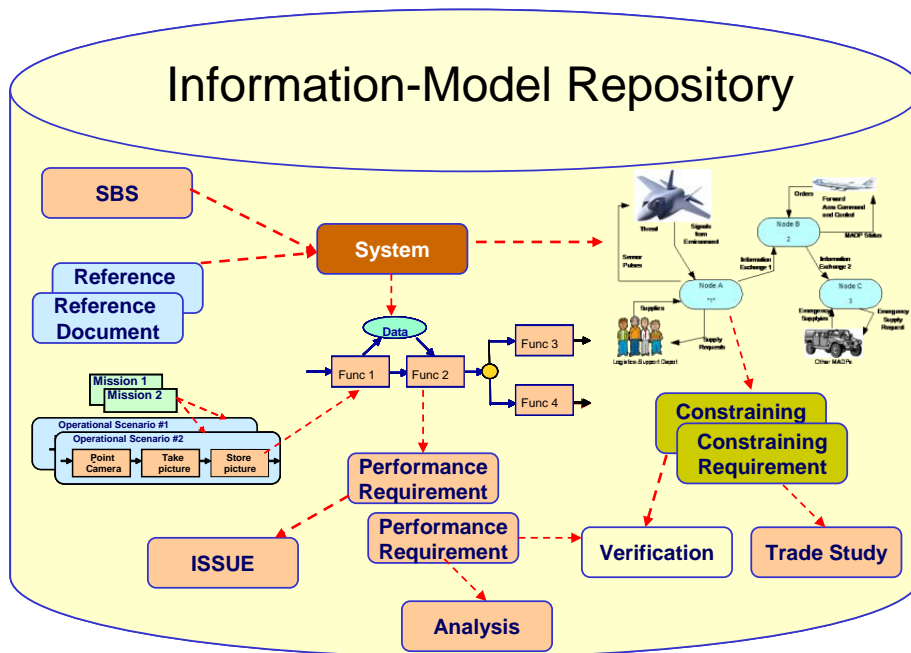 Information-Model Repository
SBS
System
Reference
Reference
Document
Orders
Forward
Area Command
and Control
Node B
2
MADP Status
Threat
Signals
from
Environment
Sensor
Pulses
Information
Exchange 1
Information
Exchange 2
Node A
"1"
Node C
3
Supplies
Supply
Requests
Logistics/Support Depot
Emergency
Supplyies
Emergency
Supply
Request
Other MADPs
Data
Func 1
Func 2
Func 3
Func 4
Mission 1
Mission 2
Operational Scenario #1
Operational Scenario #2
Point
Camera
Take
picture
Store
picture
Constraining
Constraining
Requirement
Performance
Requirement
Performance
Requirement
ISSUE
Verification
Trade Study
Analysis